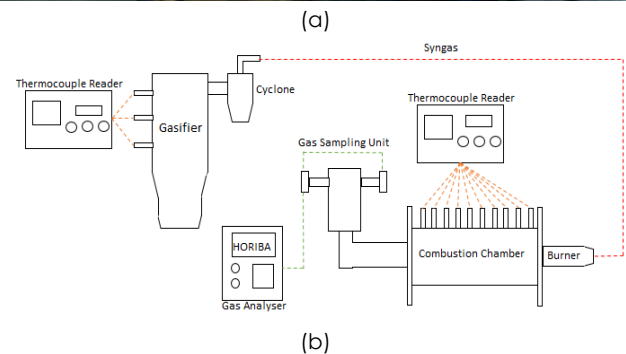 (a)
Syngas
Thermocouple Reader
Cyclone
Thermocouple Reader
Gasifier
Gas Sampling Unit
HORIBA
Combustion Chamber
Burner
Gas Analyser
(b)